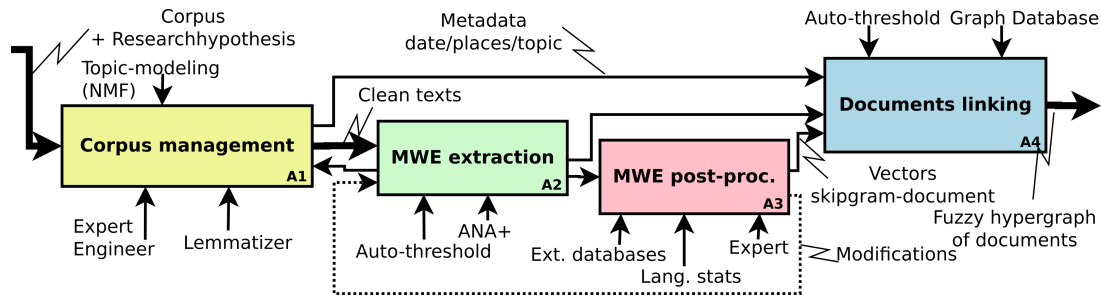 Corpus
+ Researchhypothesis
Topic-modeling
(NMF)
Metadata
date/places/topic
Auto-threshold
Graph Database
Clean texts
Corpus management
A1
MWE extraction
A2
MWE post-proc.
A3
Documents linking
A4
Expert
Engineer
Lemmatizer
Auto-threshold
ANA+
Ext. databases
Lang. stats
Expert
Vectors
skipgram-document
Fuzzy hypergraph
of documents
Modifications